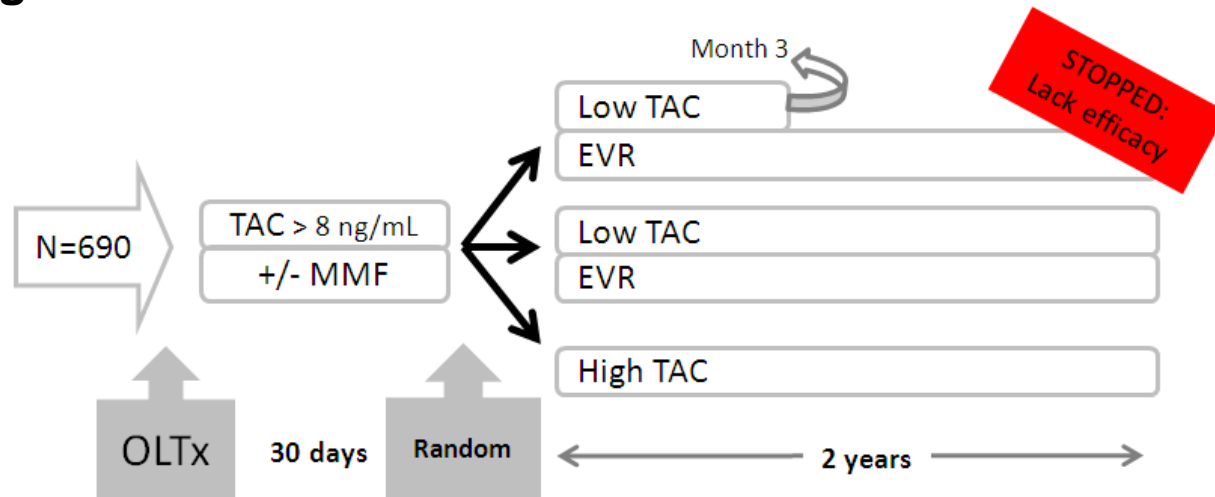 g
Month 3
STOPPED:
Lack efficacy
Low TAC
EVR
N=690
TAC > 8 ng/mL
+/- MMF
Low TAC
EVR
High TAC
OLTx
30 days
Random
2 years